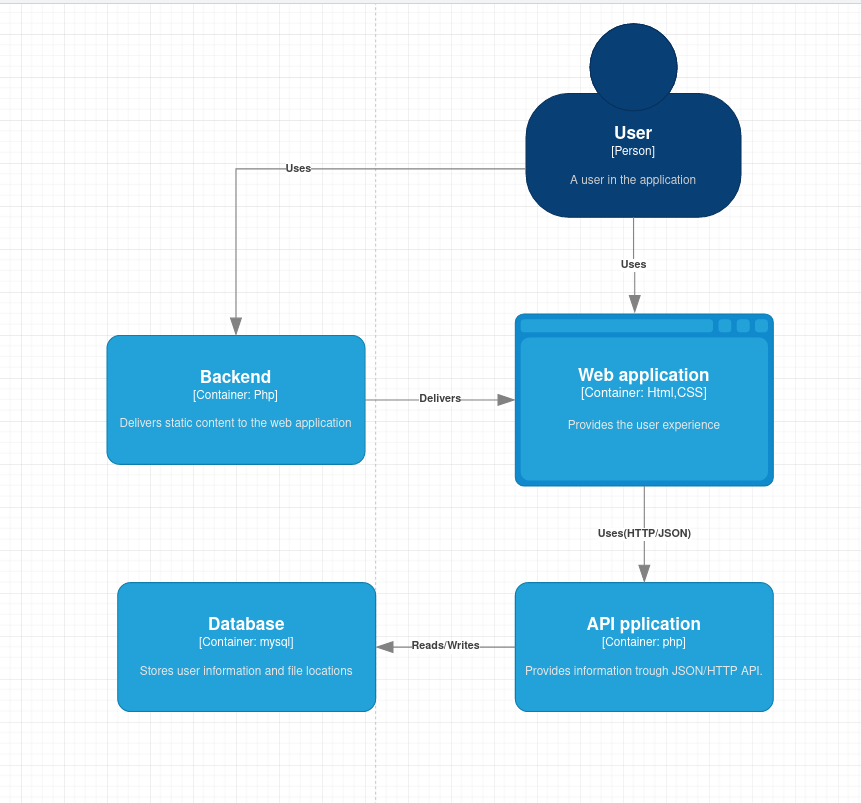 User
[Person]
A user in the application
Uses
Uses
Backend
[Container: Php]
Delivers static content to the web application
Delivers
Web application
[Container: Html,CSS]
Provides the user experience
Uses(HTTP/JSON)
Database
[Container: mysql]
Stores user information and file locations
Reads/Writes
API pplication
[Container: php]
Provides information trough JSON/HTTP API.